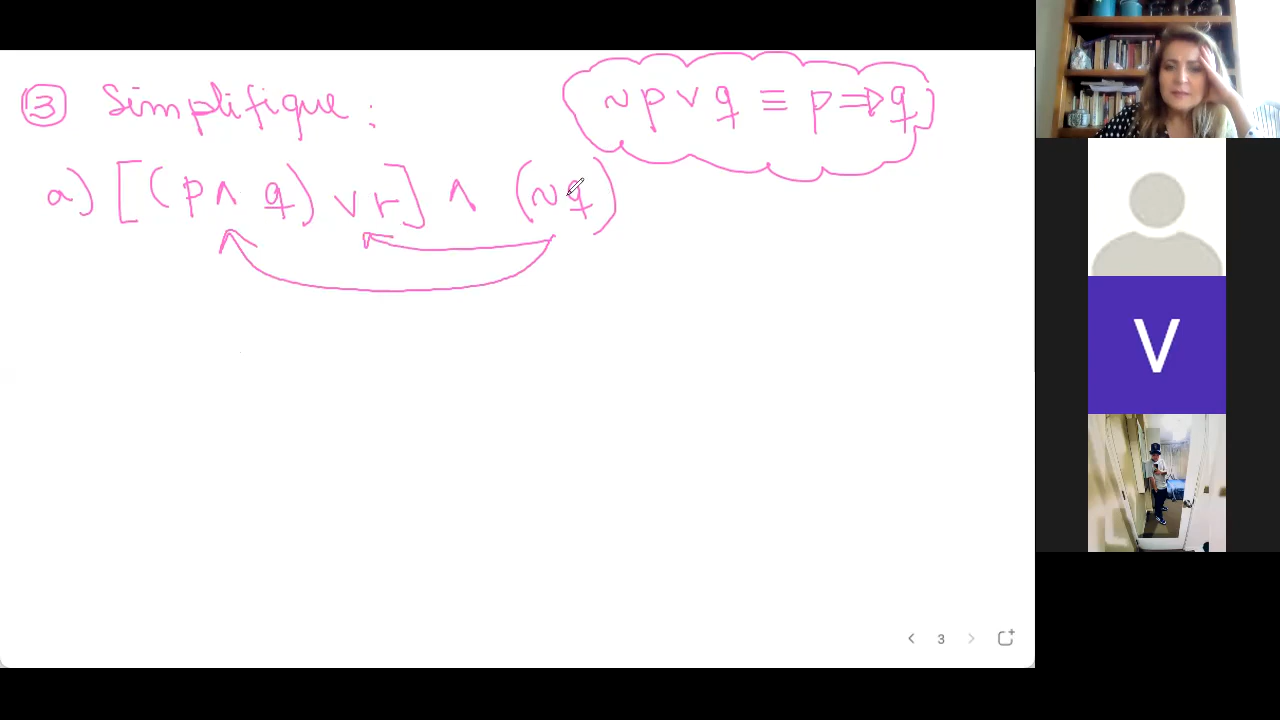 ③ Simplifique:
~p ∨ q ≡ p ⇒ q
a) [(p ∧ q) ∨ r] ∧ (~q)
V
3